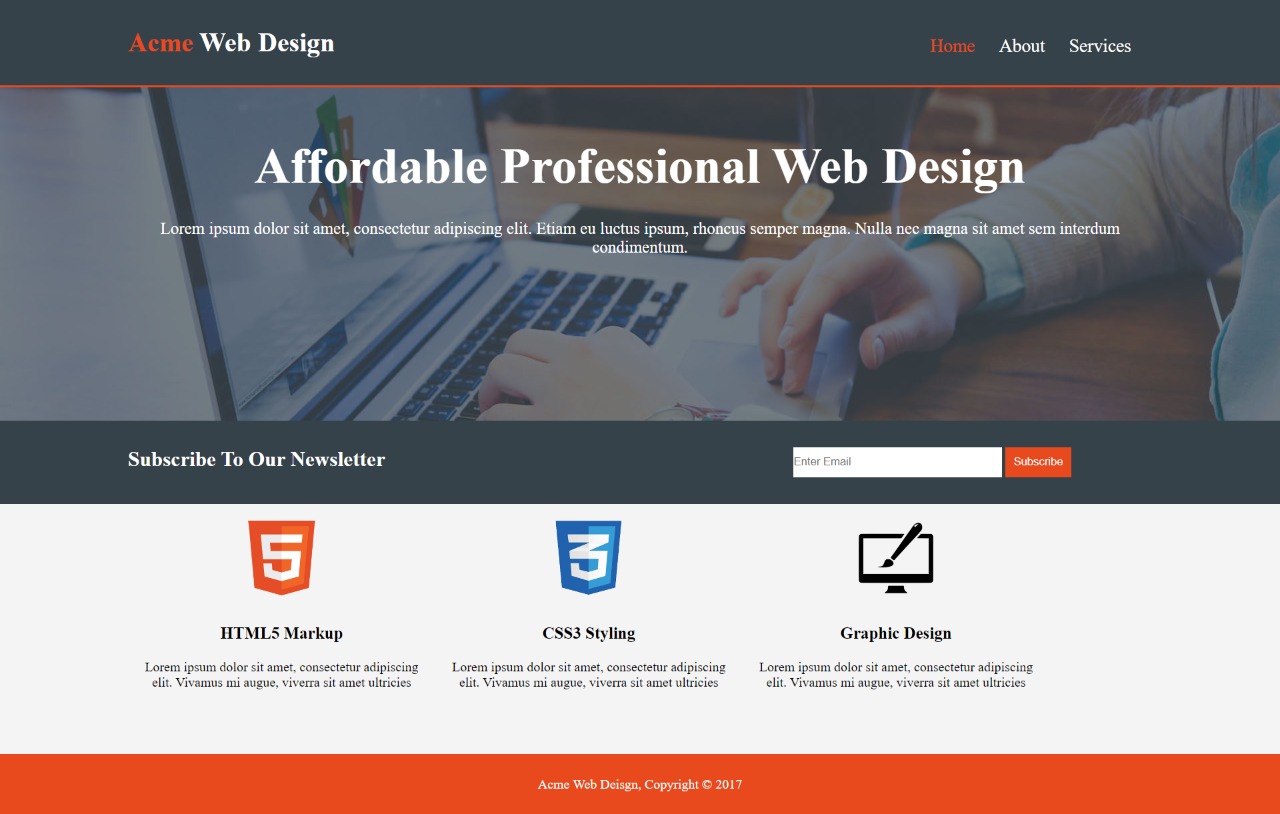 Acme Web Design
Home About Services
Affordable Professional Web Design
Lorem ipsum dolor sit amet, consectetur adipiscing elit. Etiam eu luctus ipsum, rhoncus semper magna. Nulla nec magna sit amet sem interdum
condimentum.
Subscribe To Our Newsletter
Enter Email
Subscribe
HTML5 Markup
Lorem ipsum dolor sit amet, consectetur adipiscing
elit. Vivamus mi augue, viverra sit amet ultricies
CSS3 Styling
Lorem ipsum dolor sit amet, consectetur adipiscing
elit. Vivamus mi augue, viverra sit amet ultricies
Graphic Design
Lorem ipsum dolor sit amet, consectetur adipiscing
elit. Vivamus mi augue, viverra sit amet ultricies
Acme Web Deisgn, Copyright © 2017